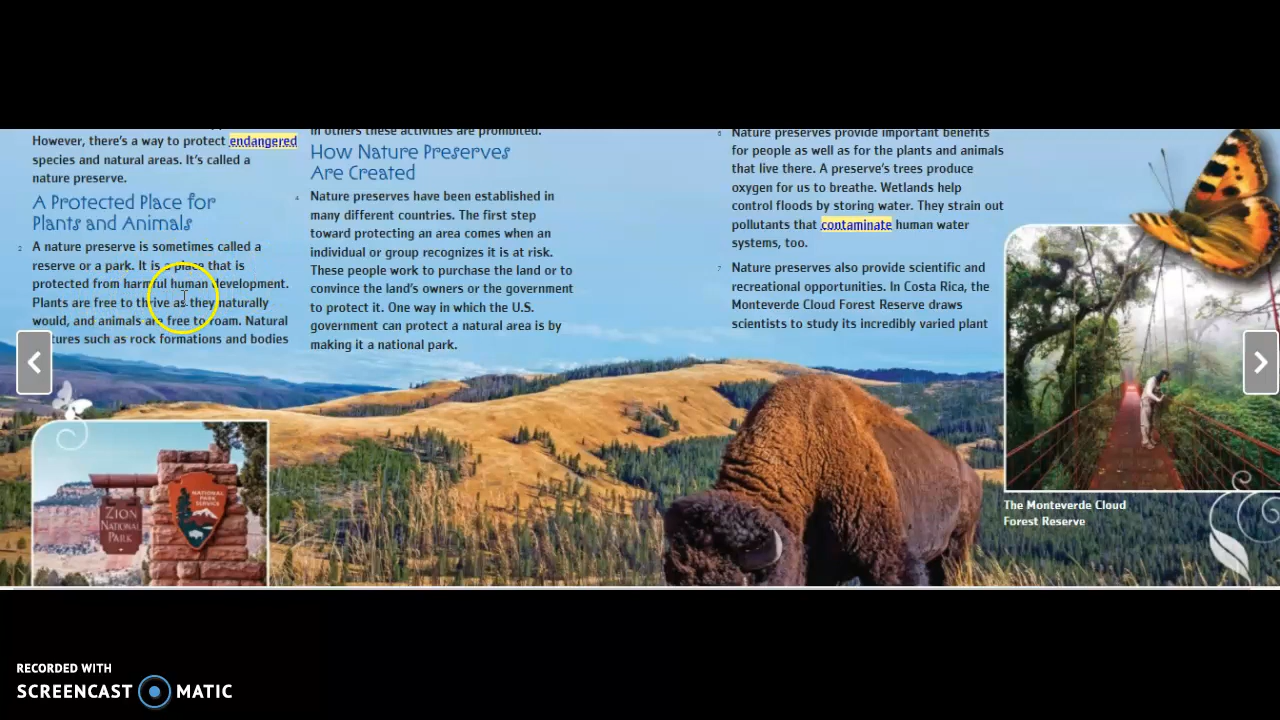 However, there's a way to protect endangered
species and natural areas. It's called a
nature preserve.
A Protected Place for
Plants and Animals
2 A nature preserve is sometimes called a
reserve or a park. It is a place that is
protected from harmful human development.
Plants are free to thrive as they naturally
would, and animals are free to roam. Natural
features such as rock formations and bodies
ZION
NATIONAL
PARK
NATIONAL
PARK
SERVICE
in others these activities are prohibited.
How Nature Preserves
Are Created
4 Nature preserves have been established in
many different countries. The first step
toward protecting an area comes when an
individual or group recognizes it is at risk.
These people work to purchase the land or to
convince the land's owners or the government
to protect it. One way in which the U.S.
government can protect a natural area is by
making it a national park.
6 Nature preserves provide important benefits
for people as well as for the plants and animals
that live there. A preserve's trees produce
oxygen for us to breathe. Wetlands help
control floods by storing water. They strain out
pollutants that contaminate human water
systems, too.
7 Nature preserves also provide scientific and
recreational opportunities. In Costa Rica, the
Monteverde Cloud Forest Reserve draws
scientists to study its incredibly varied plant
The Monteverde Cloud
Forest Reserve
RECORDED WITH
SCREENCAST MATIC